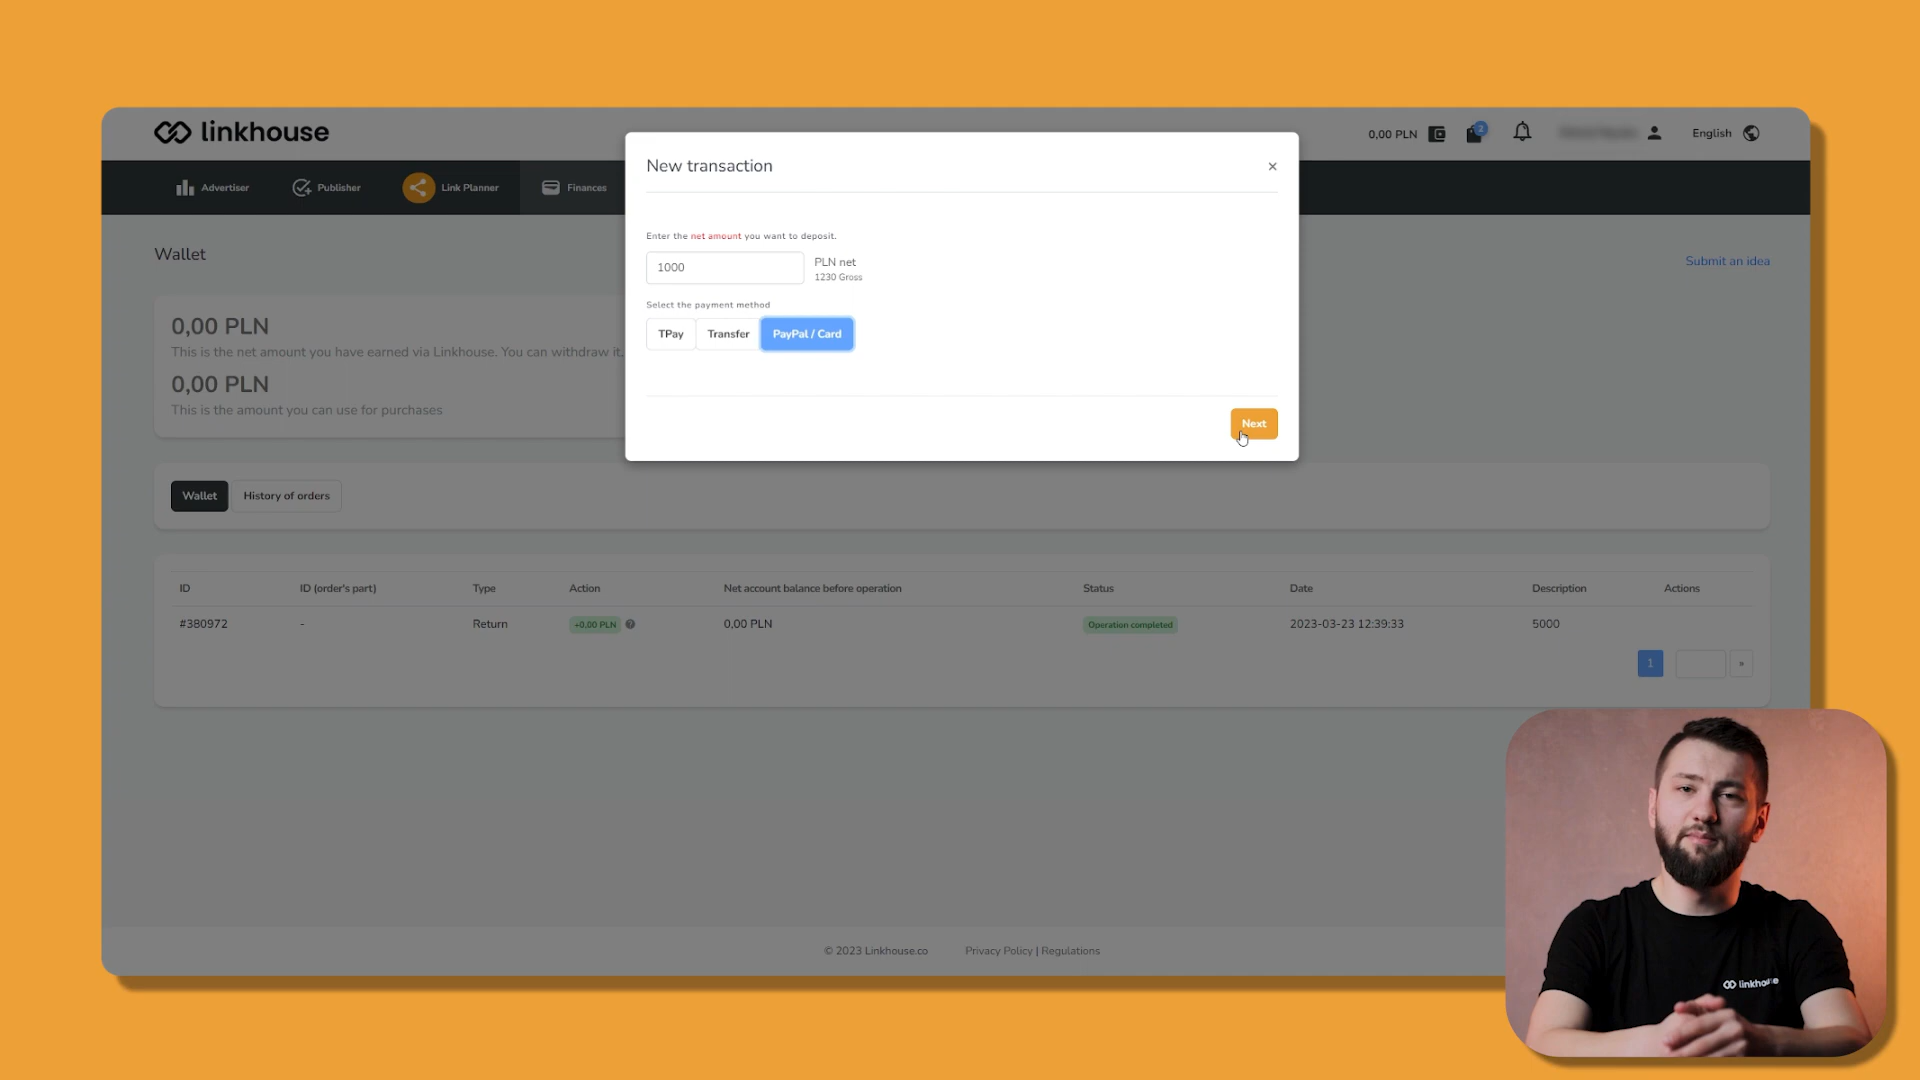 linkhouse
0,00 PLN
2
English
Advertiser
Publisher
Link Planner
Finances
Wallet
Submit an idea
0,00 PLN
This is the net amount you have earned via Linkhouse. You can withdraw it.
0,00 PLN
This is the amount you can use for purchases
New transaction
×
Enter the net amount you want to deposit.
1000
PLN net
1230 Gross
Select the payment method
TPay
Transfer
PayPal / Card
Next
Wallet
History of orders
ID
ID (order's part)
Type
Action
Net account balance before operation
Status
Date
Description
Actions
#380972
-
Return
+0,00 PLN
?
0,00 PLN
Operation completed
2023-03-23 12:39:33
5000
1
© 2023 Linkhouse.co
Privacy Policy | Regulations
linkhouse